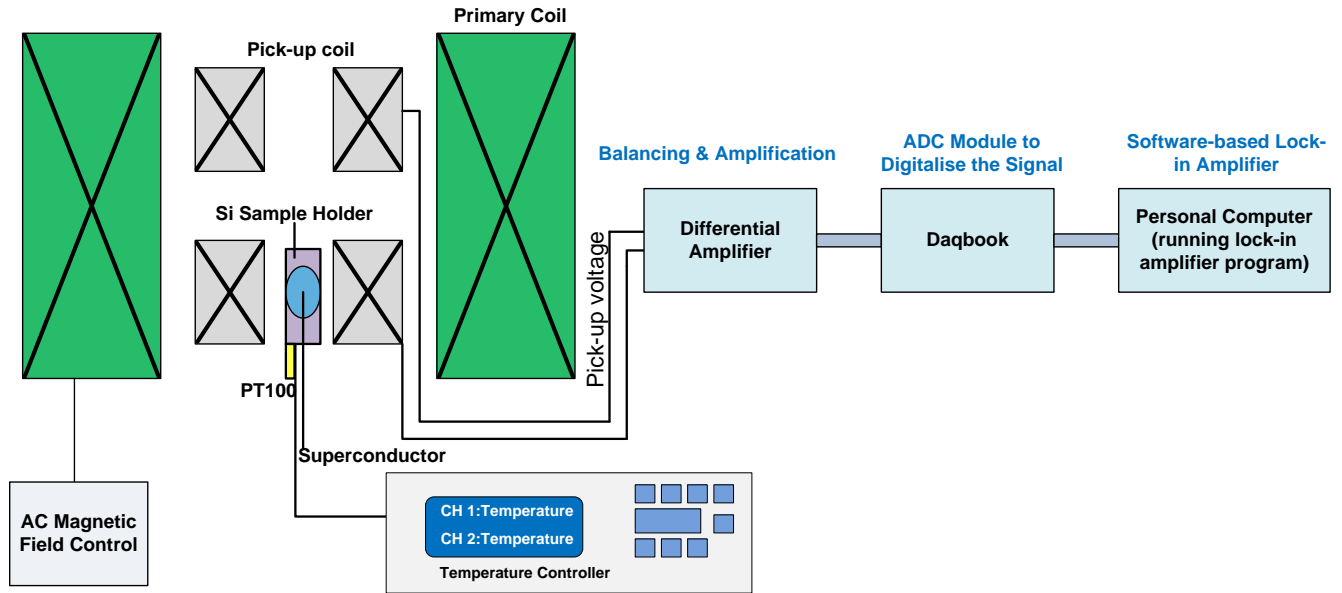 Primary Coil
Pick-up coil
Balancing & Amplification
ADC Module to
Digitalise the Signal
Software-based Lock-
in Amplifier
Si Sample Holder
Differential
Amplifier
Daqbook
Personal Computer
(running lock-in
amplifier program)
Pick-up voltage
PT100
Superconductor
AC Magnetic
Field Control
CH 1:Temperature
CH 2:Temperature
Temperature Controller